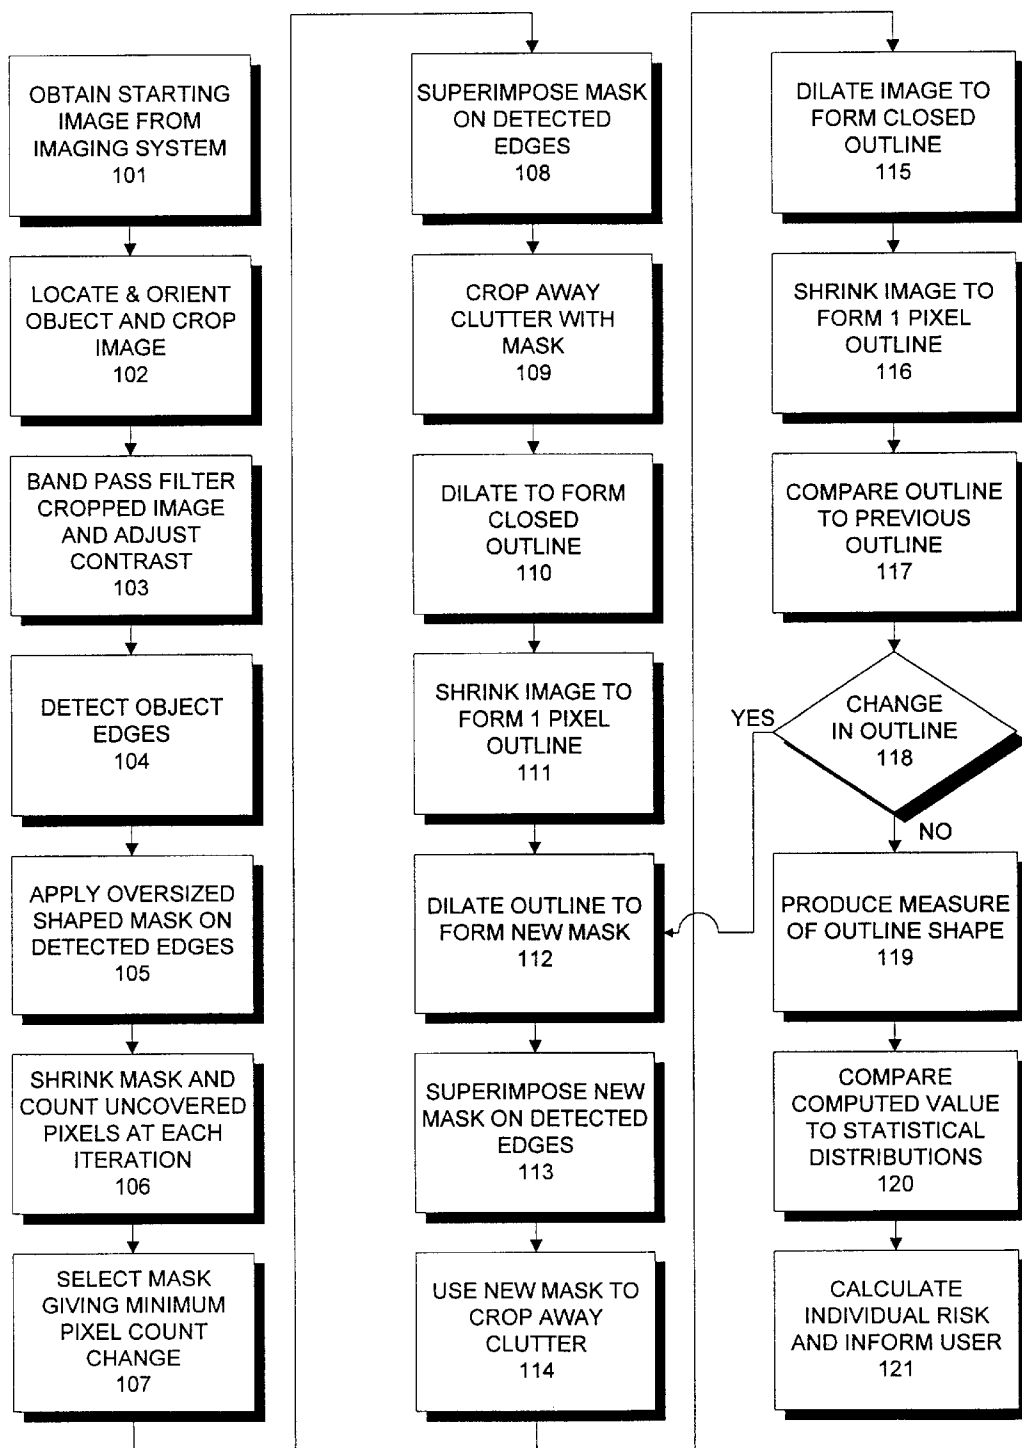 OBTAIN STARTING
IMAGE FROM
IMAGING SYSTEM
101
LOCATE & ORIENT
OBJECT AND CROP
IMAGE
102
BAND PASS FILTER
CROPPED IMAGE
AND ADJUST
CONTRAST
103
DETECT OBJECT
EDGES
104
APPLY OVERSIZED
SHAPED MASK ON
DETECTED EDGES
105
SHRINK MASK AND
COUNT UNCOVERED
PIXELS AT EACH
ITERATION
106
SELECT MASK
GIVING MINIMUM
PIXEL COUNT
CHANGE
107
SUPERIMPOSE MASK
ON DETECTED
EDGES
108
CROP AWAY
CLUTTER WITH
MASK
109
DILATE TO FORM
CLOSED
OUTLINE
110
SHRINK IMAGE TO
FORM 1 PIXEL
OUTLINE
111
DILATE OUTLINE TO
FORM NEW MASK
112
SUPERIMPOSE NEW
MASK ON DETECTED
EDGES
113
USE NEW MASK TO
CROP AWAY
CLUTTER
114
DILATE IMAGE TO
FORM CLOSED
OUTLINE
115
SHRINK IMAGE TO
FORM 1 PIXEL
OUTLINE
116
COMPARE OUTLINE
TO PREVIOUS
OUTLINE
117
YES
CHANGE
IN OUTLINE
118
NO
PRODUCE MEASURE
OF OUTLINE SHAPE
119
COMPARE
COMPUTED VALUE
TO STATISTICAL
DISTRIBUTIONS
120
CALCULATE
INDIVIDUAL RISK
AND INFORM USER
121